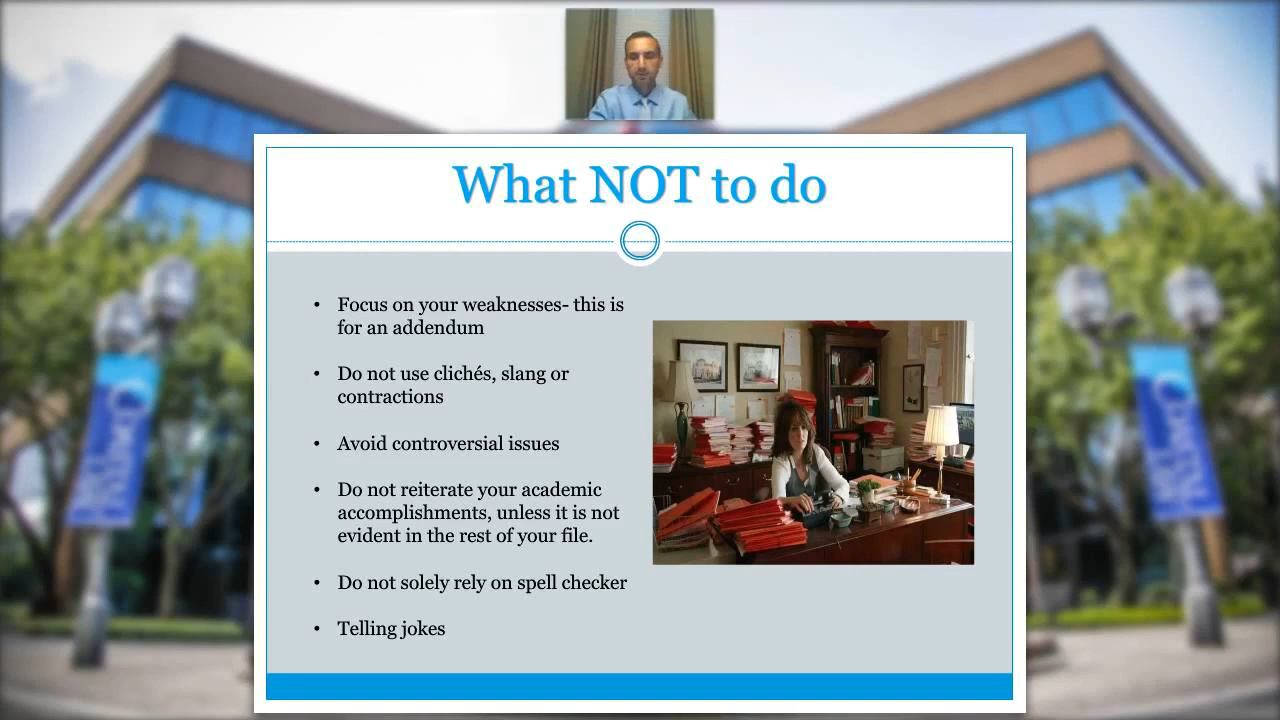 What NOT to do
• Focus on your weaknesses- this is
for an addendum
• Do not use clichés, slang or
contractions
• Avoid controversial issues
• Do not reiterate your academic
accomplishments, unless it is not
evident in the rest of your file.
• Do not solely rely on spell checker
• Telling jokes